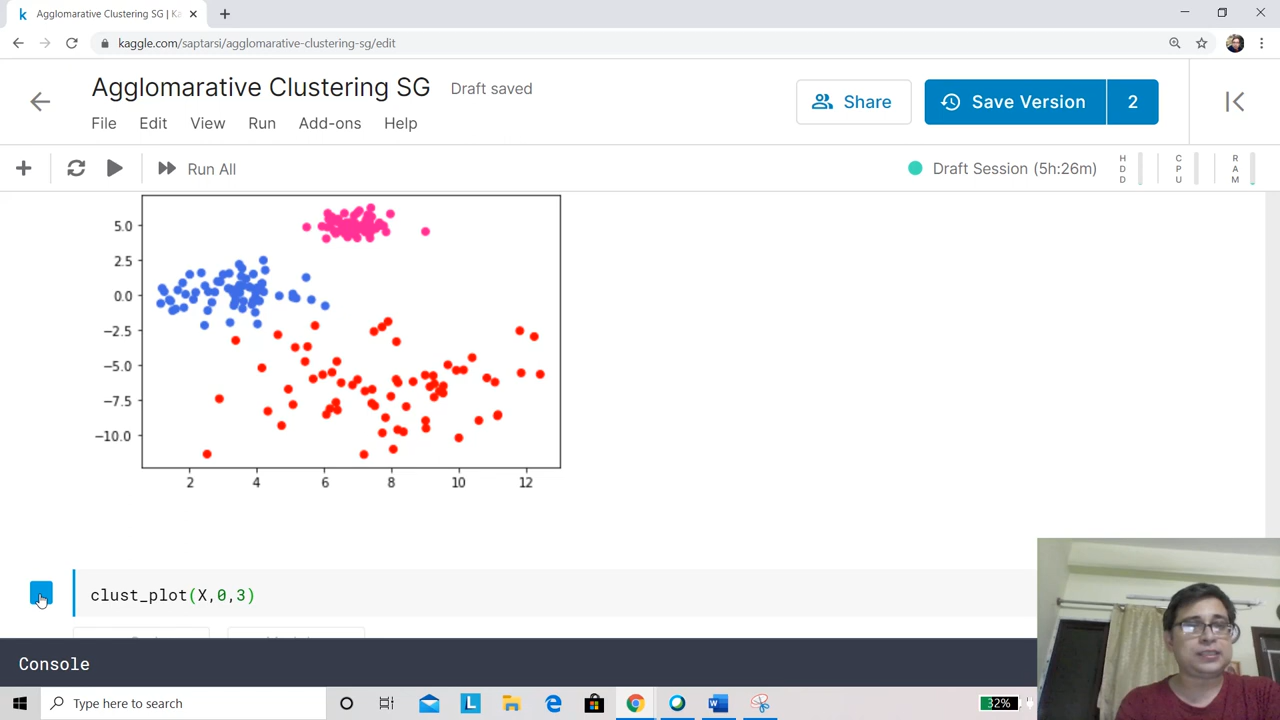 Agglomarative Clustering SG | Ka
kaggle.com/saptarsi/agglomarative-clustering-sg/edit
Agglomarative Clustering SG
Draft saved
Share
Save Version
2
File Edit View Run Add-ons Help
Run All
Draft Session (5h:26m)
HDD
CPU
RAM
5.0
2.5
0.0
−2.5
−5.0
−7.5
−10.0
2 4 6 8 10 12
clust_plot(X,0,3)
Console
Type here to search
32%